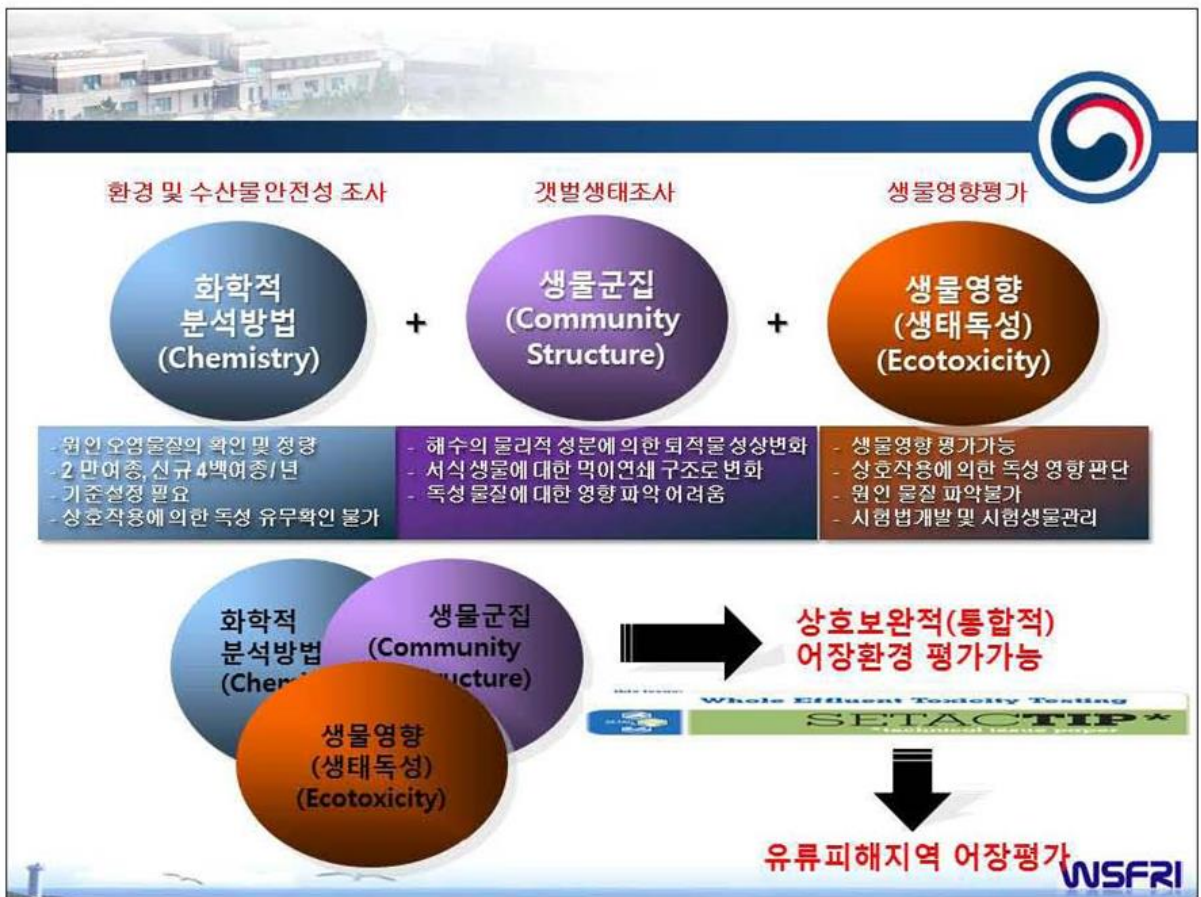 환경 및 수산물안전성 조사
갯벌생태조사
생물영향평가
화학적
분석방법
(Chemistry)
+
생물군집
(Community
Structure)
+
생물영향
(생태독성)
(Ecotoxicity)
- 원인 오염물질의 확인 및 정량
- 2 만여종, 신규 4백여종 / 년
- 기준설정 필요
- 상호작용에 의한 독성 유무확인 불가
- 해수의 물리적 성분에 의한 퇴적물 성상변화
- 서식 생물에 대한 먹이연쇄 구조로 변화
- 독성 물질에 대한 영향 파악 어려움
- 생물영향 평가가능
- 상호작용에 의한 독성 영향 판단
- 원인 물질 파악불가
- 시험법개발 및 시험생물관리
화학적
분석방법
(Chemi
생물군집
(Community
ructure)
생물영향
(생태독성)
(Ecotoxicity)
상호보완적(통합적)
어장환경 평가가능
this issue:
Whole Effluent Toxicity Testing
SETACTIP*
*technical issue paper
유류피해지역 어장평가
WSFRI